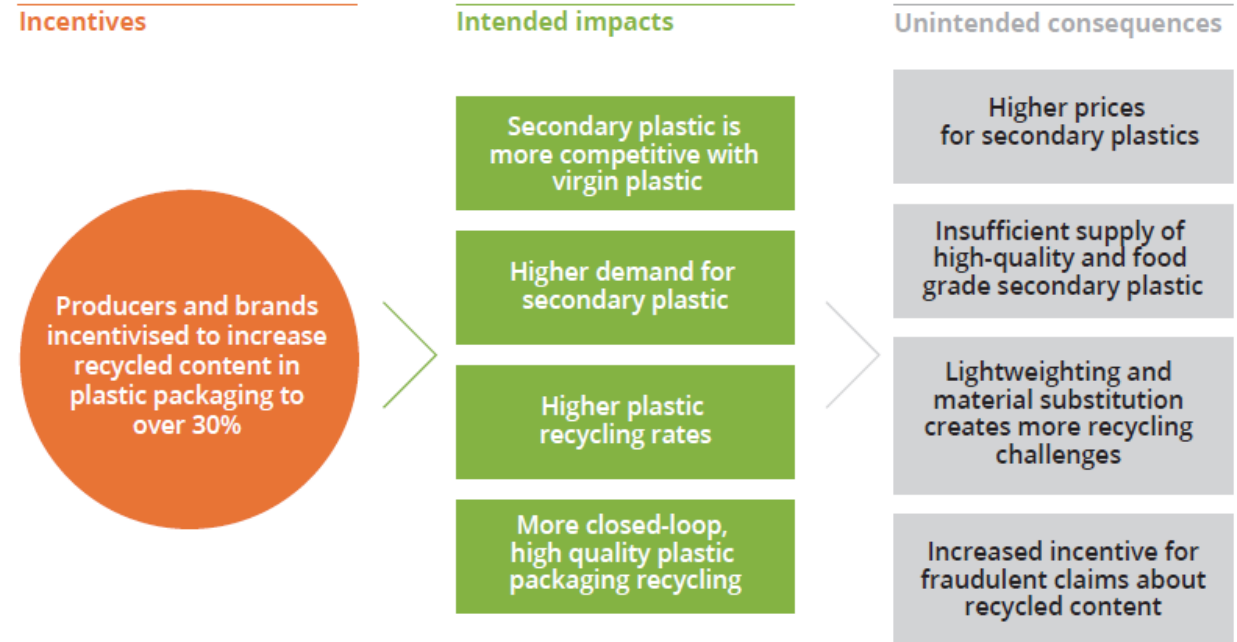 Incentives
Producers and brands
incentivised to increase
recycled content in
plastic packaging to
over 30%
Intended impacts
Secondary plastic is
more competitive with
virgin plastic
Higher demand for
secondary plastic
Higher plastic
recycling rates
More closed-loop,
high quality plastic
packaging recycling
Unintended consequences
Higher prices
for secondary plastics
Insufficient supply of
high-quality and food
grade secondary plastic
Lightweighting and
material substitution
creates more recycling
challenges
Increased incentive for
fraudulent claims about
recycled content